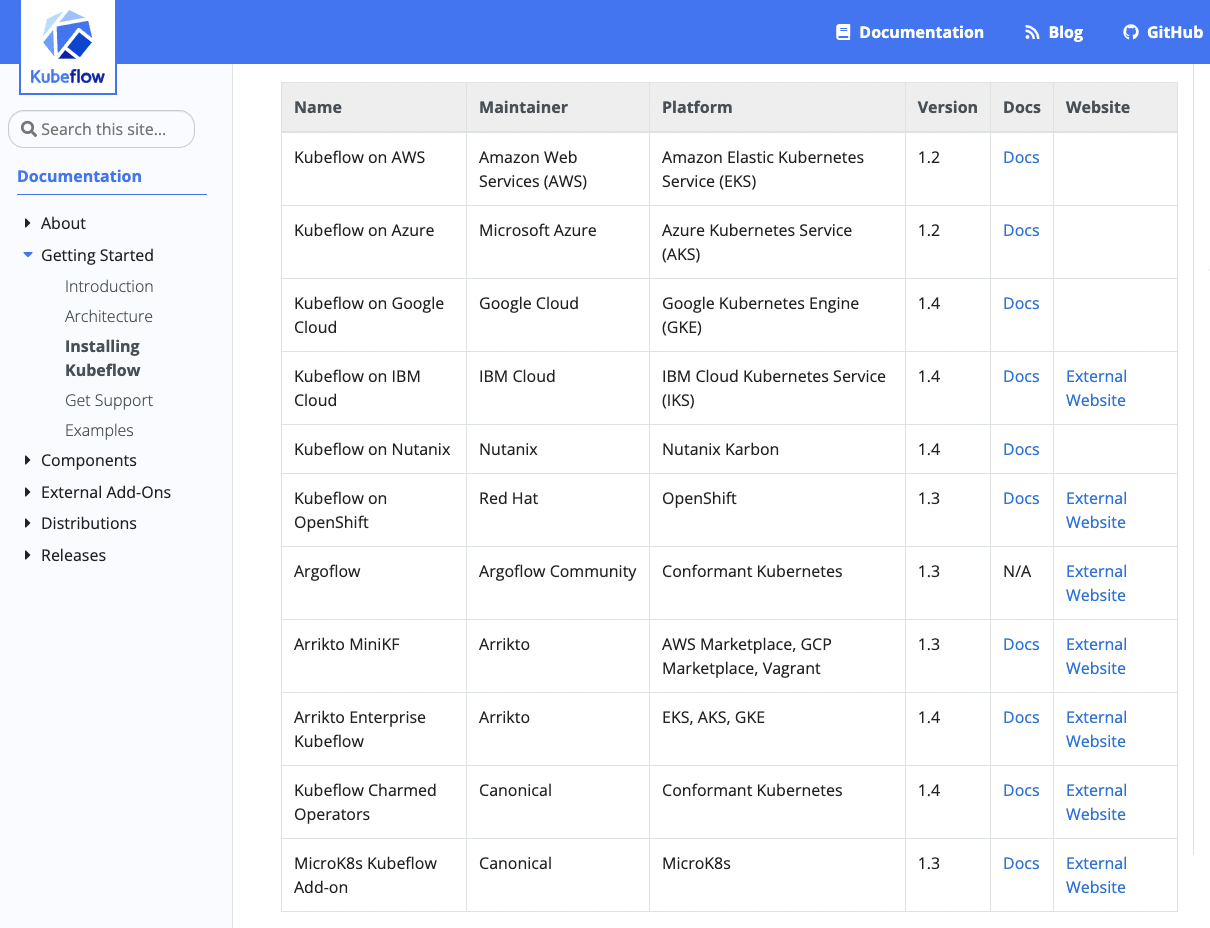 Kubeflow
Documentation
Blog
GitHub
Search this site...
Documentation
About
Getting Started
Introduction
Architecture
Installing
Kubeflow
Get Support
Examples
Components
External Add-Ons
Distributions
Releases
Name Maintainer Platform Version Docs Website
Kubeflow on AWS Amazon Web Amazon Elastic Kubernetes 1.2 Docs
Services (AWS) Service (EKS)
Kubeflow on Azure Microsoft Azure Azure Kubernetes Service 1.2 Docs
(AKS)
Kubeflow on Google Google Cloud Google Kubernetes Engine 1.4 Docs
Cloud (GKE)
Kubeflow on IBM IBM Cloud IBM Cloud Kubernetes Service 1.4 Docs External
Cloud (IKS) Website
Kubeflow on Nutanix Nutanix Nutanix Karbon 1.4 Docs
Kubeflow on Red Hat OpenShift 1.3 Docs External
OpenShift Website
Argoflow Argoflow Community Conformant Kubernetes 1.3 N/A External
Website
Arrikto MiniKF Arrikto AWS Marketplace, GCP 1.3 Docs External
Marketplace, Vagrant Website
Arrikto Enterprise Arrikto EKS, AKS, GKE 1.4 Docs External
Kubeflow Website
Kubeflow Charmed Canonical Conformant Kubernetes 1.4 Docs External
Operators Website
MicroK8s Kubeflow Canonical MicroK8s 1.3 Docs External
Add-on Website